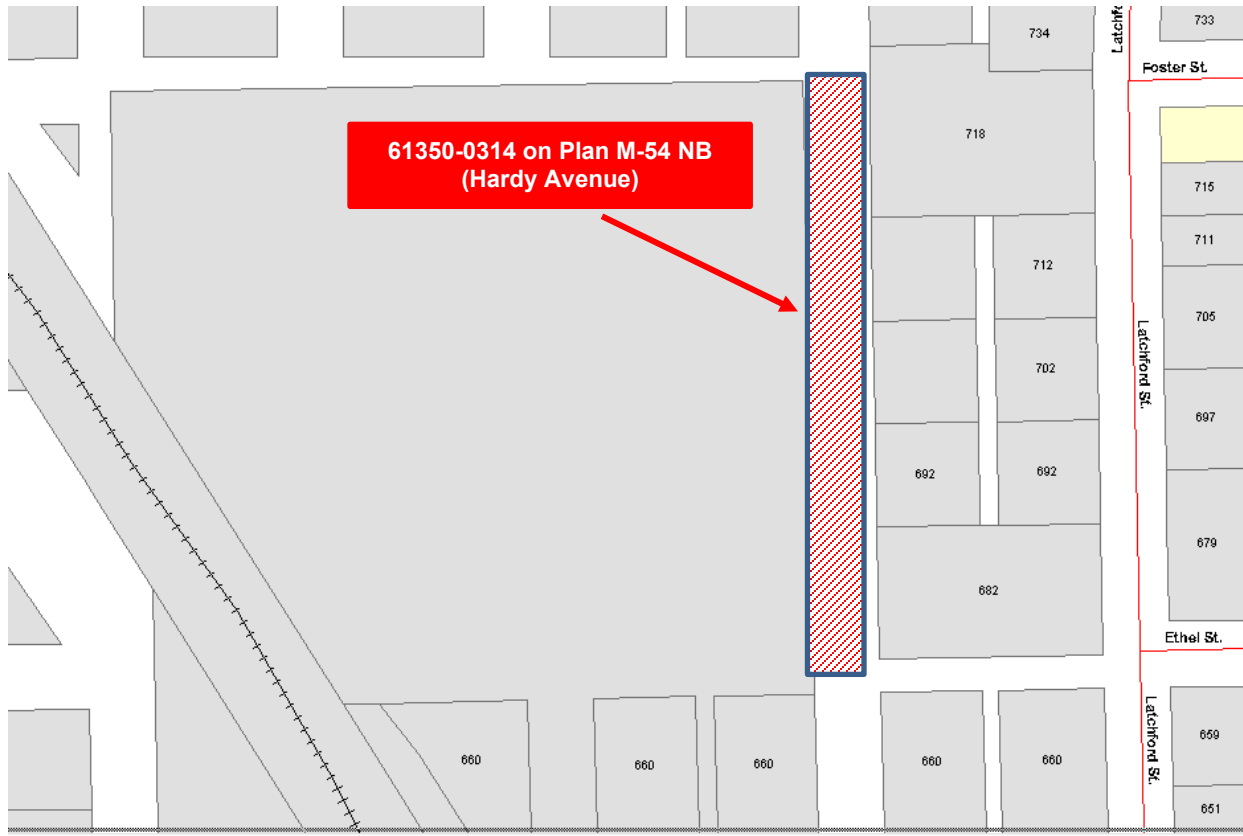 733
734
Latchf
Foster St.
61350-0314 on Plan M-54 NB
(Hardy Avenue)
718
715
711
712
705
Latchford St.
702
697
692
692
679
682
Ethel St.
Latchford St.
659
660
660
660
660
660
651